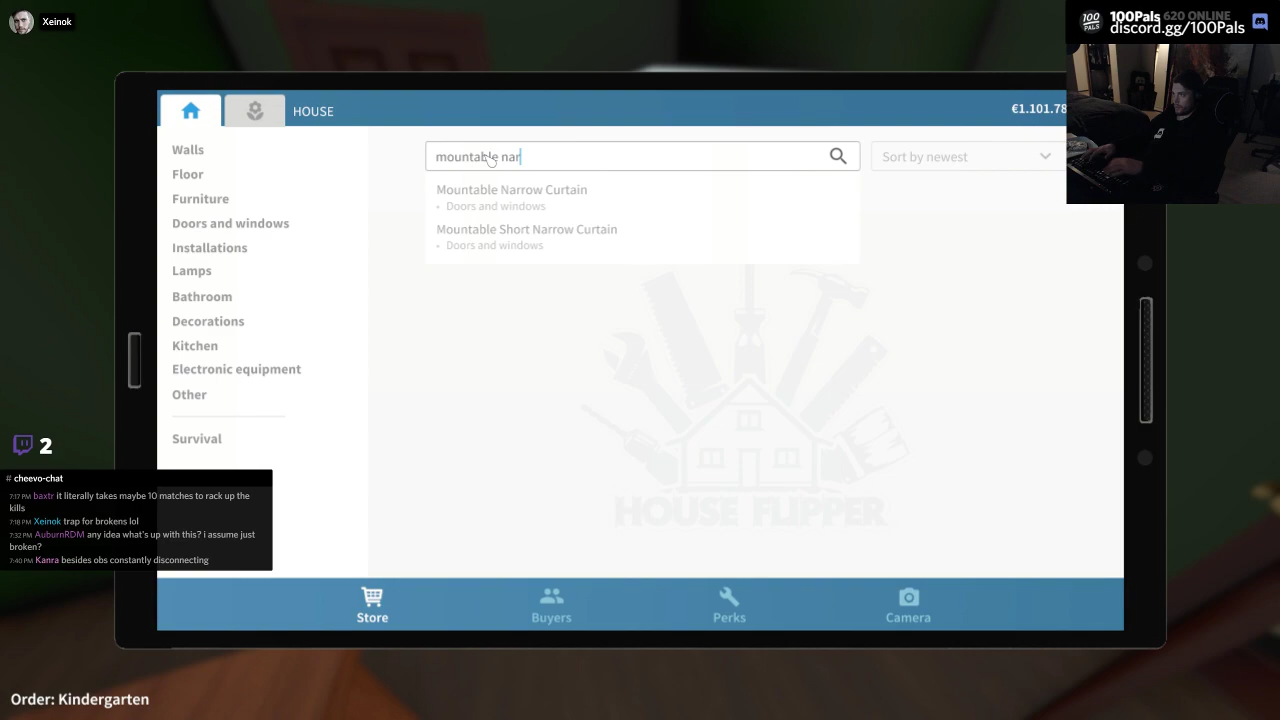 Xeinok
100 PALS
100Pals 620 ONLINE
discord.gg/100Pals
HOUSE
€1.101.78
Walls
Floor
Furniture
Doors and windows
Installations
Lamps
Bathroom
Decorations
Kitchen
Electronic equipment
Other
Survival
mountable nar
Sort by newest
Mountable Narrow Curtain
• Doors and windows
Mountable Short Narrow Curtain
• Doors and windows
HOUSE FLIPPER
2
# cheevo-chat
7:17 PM baxtr it literally takes maybe 10 matches to rack up the
kills
7:18 PM Xeinok trap for brokens lol
7:32 PM AuburnRDM any idea what's up with this? i assume just
broken?
7:40 PM Kanra besides obs constantly disconnecting
Store
Buyers
Perks
Camera
Order: Kindergarten